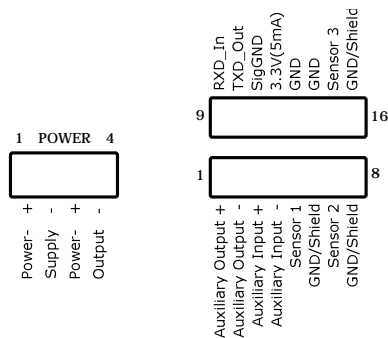 RXD_In
TXD_Out
SigGND
3.3V(5mA)
GND
GND
Sensor 3
GND/Shield
9
16
1 POWER 4
1
8
Power- +
Supply -
Power- +
Output -
Auxiliary Output +
Auxiliary Output -
Auxiliary Input +
Auxiliary Input -
Sensor 1
GND/Shield
Sensor 2
GND/Shield